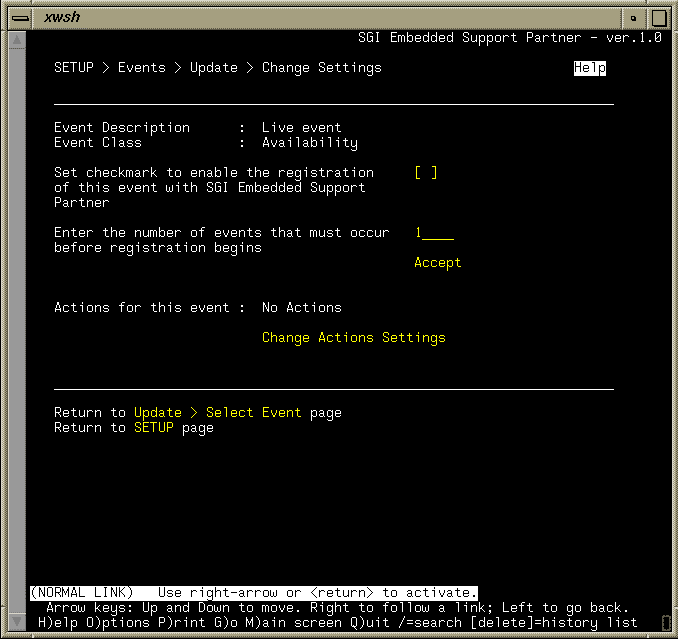 xwsh
SGI Embedded Support Partner - ver.1.0
SETUP > Events > Update > Change Settings Help
Event Description : Live event
Event Class : Availability
Set checkmark to enable the registration [ ]
of this event with SGI Embedded Support
Partner
Enter the number of events that must occur 1____
before registration begins
Accept
Actions for this event : No Actions
Change Actions Settings
Return to Update > Select Event page
Return to SETUP page
(NORMAL LINK) Use right-arrow or <return> to activate.
Arrow keys: Up and Down to move. Right to follow a link; Left to go back.
H)elp O)ptions P)rint G)o M)ain screen Q)uit /=search [delete]=history list